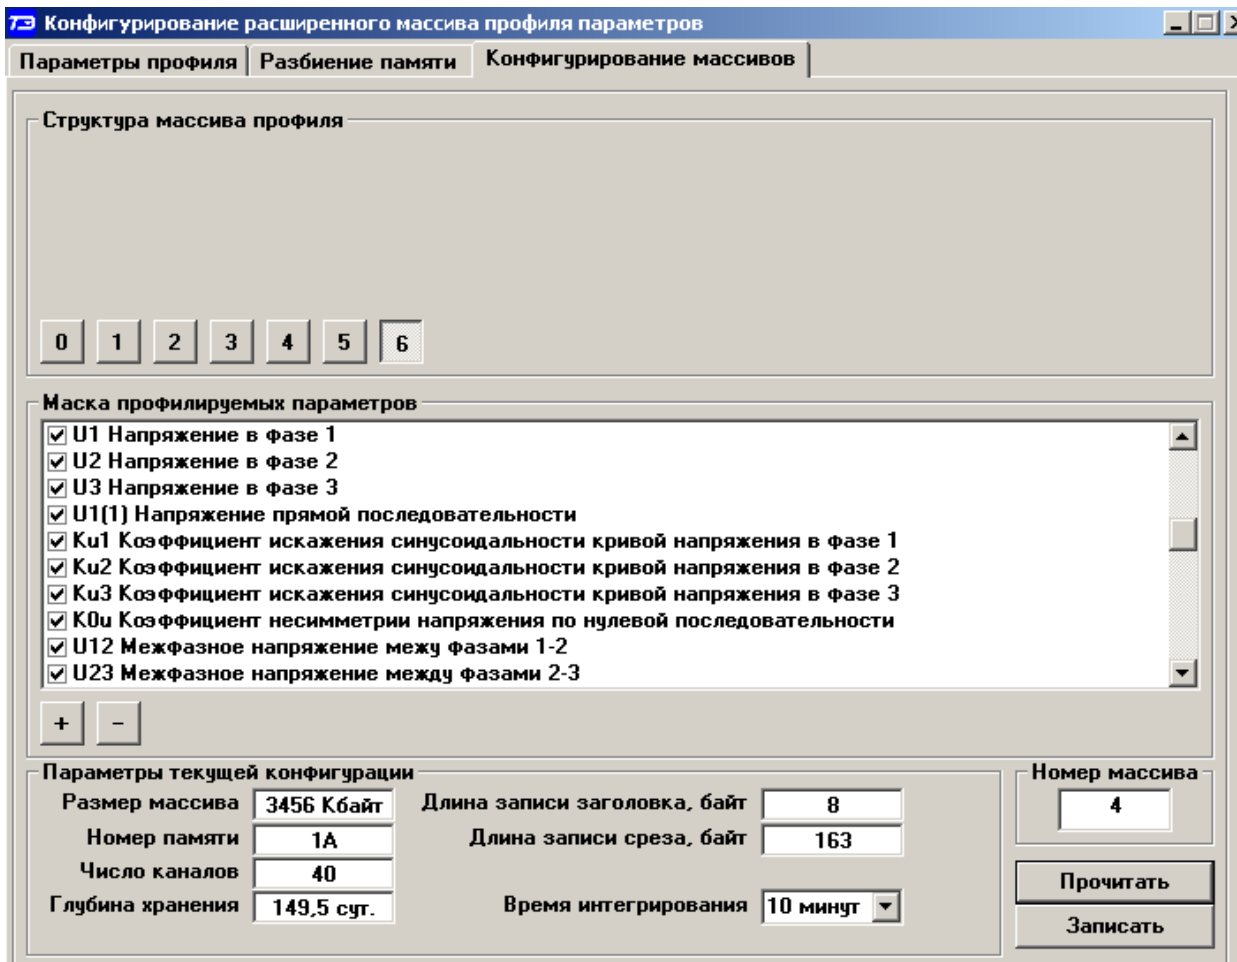 ТЭ Конфигурирование расширенного массива профиля параметров
Параметры профиля Разбиение памяти Конфигурирование массивов
Структура массива профиля
0 1 2 3 4 5 6
Маска профилируемых параметров
U1 Напряжение в фазе 1
U2 Напряжение в фазе 2
U3 Напряжение в фазе 3
U1(1) Напряжение прямой последовательности
Ku1 Коэффициент искажения синусоидальности кривой напряжения в фазе 1
Ku2 Коэффициент искажения синусоидальности кривой напряжения в фазе 2
Ku3 Коэффициент искажения синусоидальности кривой напряжения в фазе 3
K0u Коэффициент несимметрии напряжения по нулевой последовательности
U12 Межфазное напряжение межу фазами 1-2
U23 Межфазное напряжение между фазами 2-3
+ -
Параметры текущей конфигурации Номер массива
Размер массива 3456 Кбайт Длина записи заголовка, байт 8 4
Номер памяти 1A Длина записи среза, байт 163
Число каналов 40 Прочитать
Глубина хранения 149,5 сут. Время интегрирования 10 минут Записать